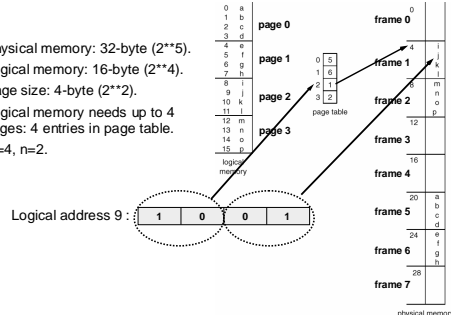 hysical memory: 32-byte (2**5).
ogical memory: 16-byte (2**4).
age size: 4-byte (2**2).
ogical memory needs up to 4
ges: 4 entries in page table.
=4, n=2.
0 a
1 b
2 c
3 d
page 0
4 e
5 f
6 g
7 h
page 1
8 i
9 j
10 k
11 l
page 2
12 m
13 n
14 o
15 p
page 3
logical
memory
0 5
1 6
2 1
3 2
page table
0
frame 0
4 i
j
k
l
frame 1
8 m
n
o
p
frame 2
12
frame 3
16
frame 4
20 a
b
c
d
frame 5
24 e
f
g
h
frame 6
28
frame 7
physical memory
Logical address 9 : 1 0 0 1